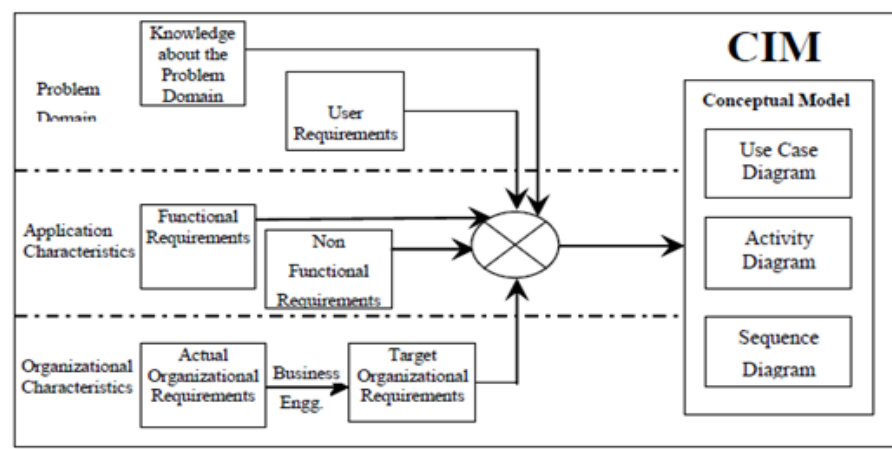 Knowledge
about the
Problem
Domain
CIM
Problem
Domain
User
Requirements
Conceptual Model
Use Case
Diagram
Application
Characteristics
Functional
Requirements
Non
Functional
Requirements
Activity
Diagram
Organizational
Characteristics
Actual
Organizational
Requirements
Business
Engg.
Target
Organizational
Requirements
Sequence
Diagram